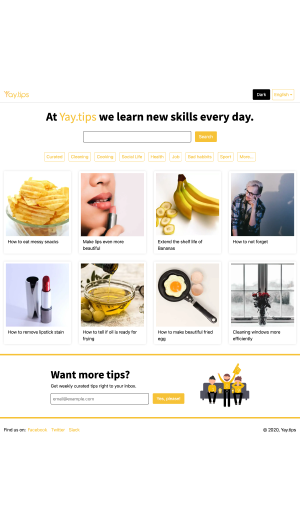 Yay.tips
Dark
English
At Yay.tips we learn new skills every day.
Search
Curated
Cleaning
Cooking
Social Life
Health
Job
Bad habbits
Sport
More
How to eat messy snacks
Make lips even more
beautiful
Extend the shelf life of
Bananas
How to not forget
How to remove lipstick stain
How to tell if oil is ready for
frying
How to make beautiful fried
egg
Cleaning windows more
efficiently
Want more tips?
Get weekly curated tips right to your inbox.
email@example.com
Yes, please!
Find us on: Facebook Twitter Slack
© 2020, Yay.tips